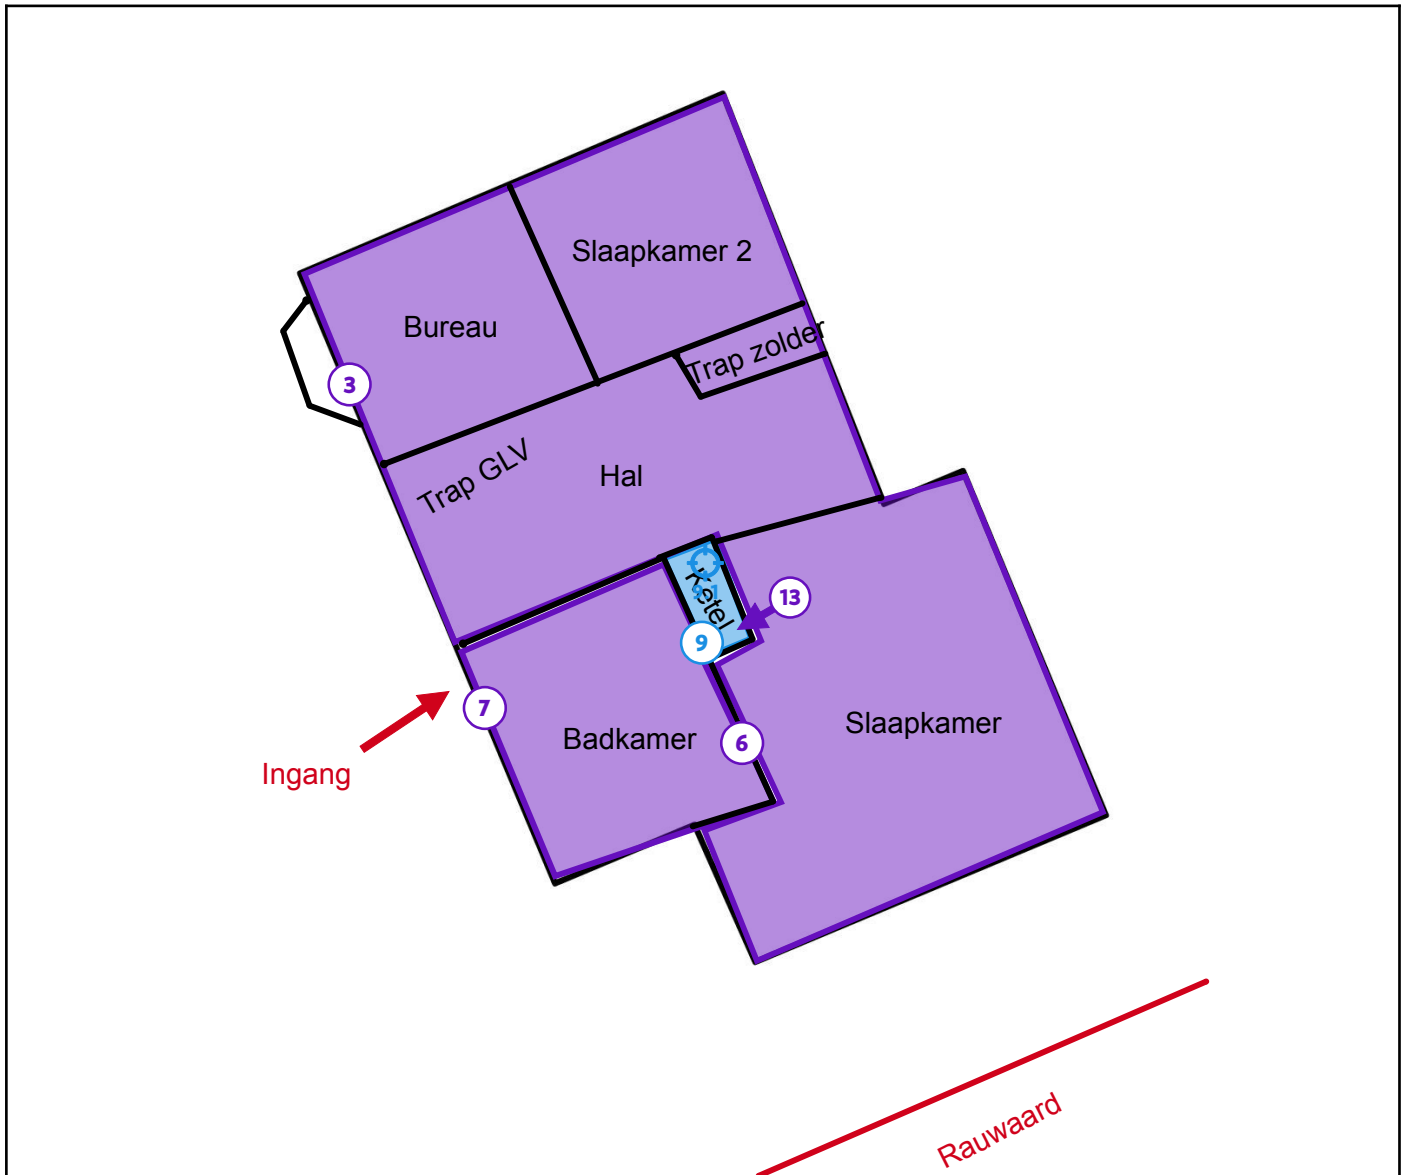 Slaapkamer 2
Bureau
Trap zolder
3
Trap GLV
Hal
Ketel
13
9
7
Badkamer
6
Slaapkamer
Ingang
Rauwaard